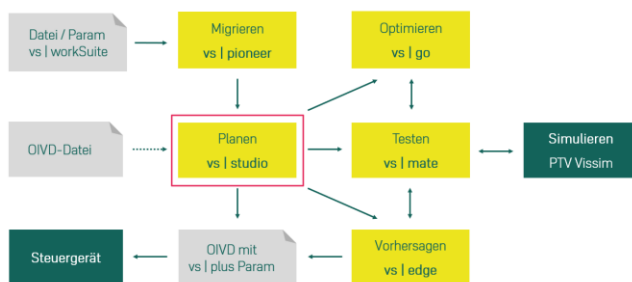 Datei / Param
vs | workSuite
Migrieren
vs | pioneer
Optimieren
vs | go
OIVD-Datei
Planen
vs | studio
Testen
vs | mate
Simulieren
PTV Vissim
Steuergerät
OIVD mit
vs | plus Param
Vorhersagen
vs | edge